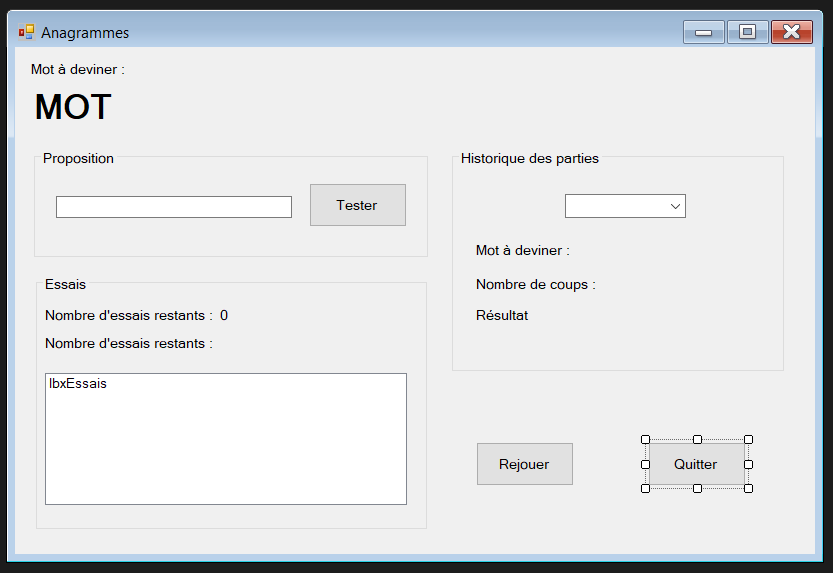 Anagrammes
Mot à deviner :
MOT
Proposition
Tester
Essais
Nombre d'essais restants : 0
Nombre d'essais restants :
lbxEssais
Historique des parties
Mot à deviner :
Nombre de coups :
Résultat
Rejouer
Quitter